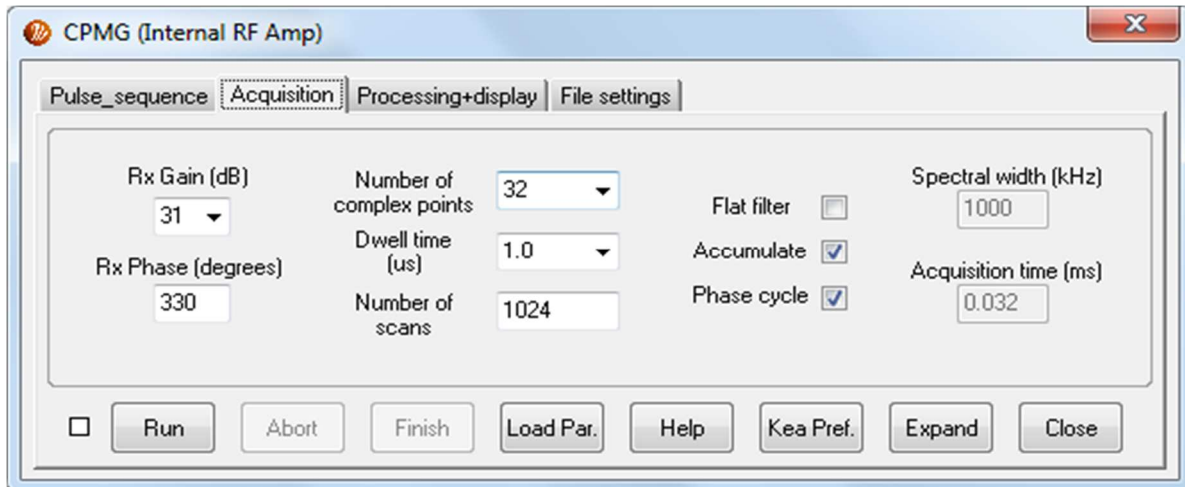 CPMG (Internal RF Amp)
Pulse_sequence
Acquisition
Processing+display
File settings
Rx Gain (dB)
31
Rx Phase (degrees)
330
Number of
complex points
32
Dwell time
(us)
1.0
Number of
scans
1024
Flat filter
Accumulate
Phase cycle
Spectral width (kHz)
1000
Acquisition time (ms)
0.032
Run
Abort
Finish
Load Par.
Help
Kea Pref.
Expand
Close